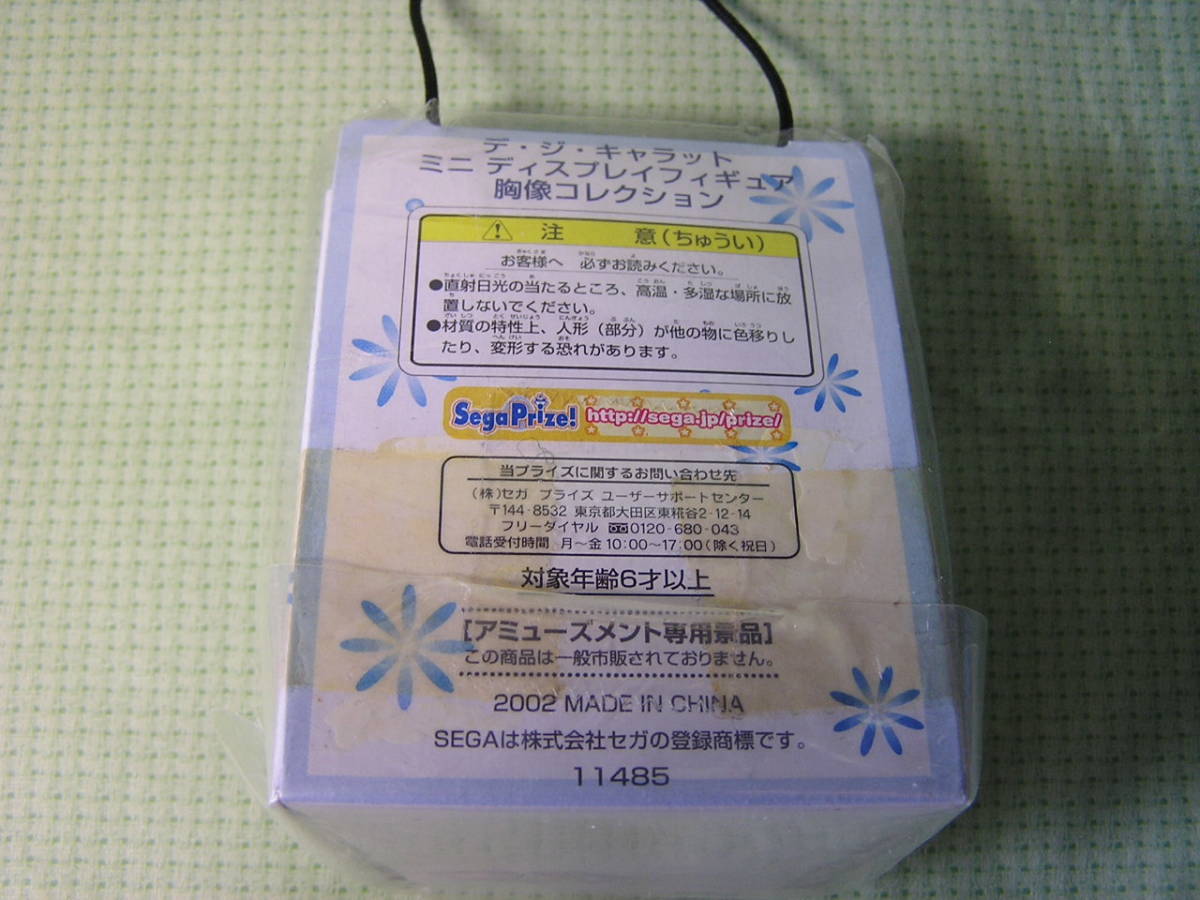 デ・ジ・キャラット
ミニ ディスプレイフィギュア
胸像コレクション
注 意(ちゅうい)
お客様へ 必ずお読みください。
●直射日光の当たるところ、高温・多湿な場所に放
置しないでください。
●材質の特性上、人形(部分)が他の物に色移りし
たり、変形する恐れがあります。
SegaPrize! http://sega.jp/prize/
当プライズに関するお問い合わせ先
(株)セガ プライズ ユーザーサポートセンター
〒144-8532 東京都大田区東糀谷2-12-14
フリーダイヤル 0120-680-043
電話受付時間 月〜金 10:00〜17:00(除く祝日)
対象年齢6才以上
[アミューズメント専用景品]
この商品は一般市販されておりません。
2002 MADE IN CHINA
SEGAは株式会社セガの登録商標です。
11485